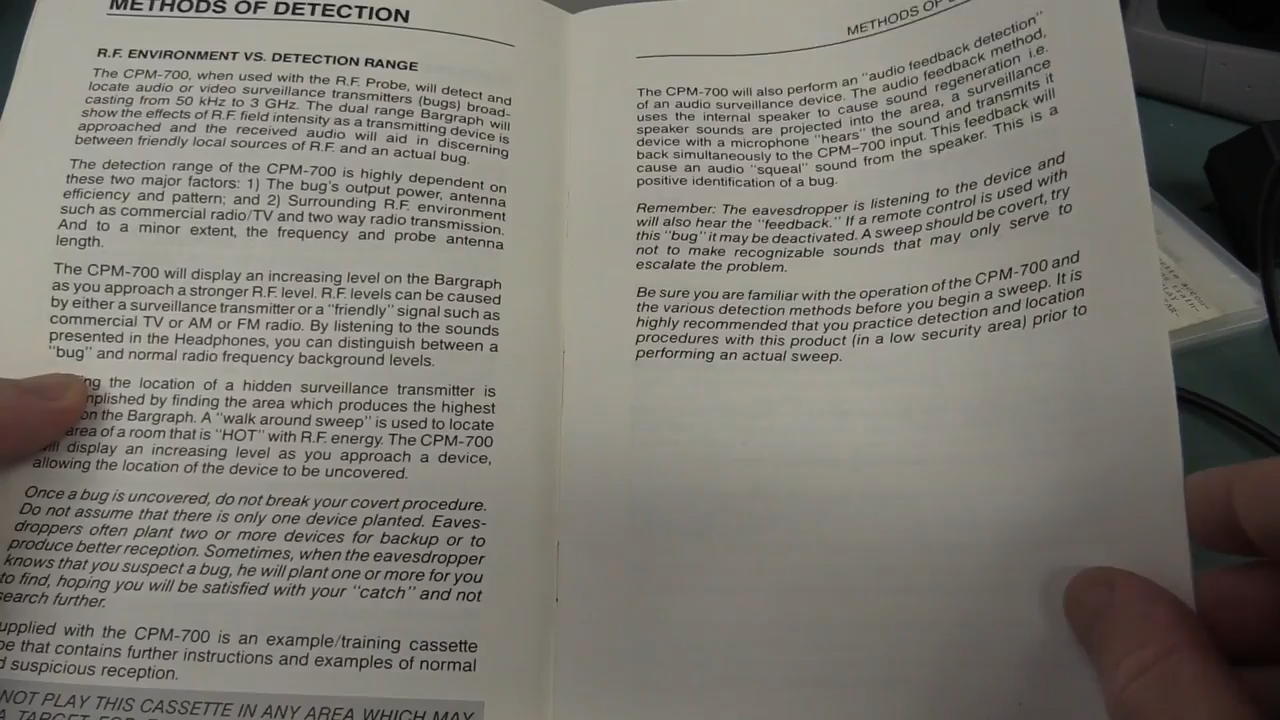 METHODS OF DETECTION
R.F. ENVIRONMENT VS. DETECTION RANGE
The CPM-700, when used with the R.F. Probe, will detect and
locate audio or video surveillance transmitters (bugs) broad-
casting from 50 kHz to 3 GHz. The dual range Bargraph will
show the effects of R.F. field intensity as a transmitting device is
approached and the received audio will aid in discerning
between friendly local sources of R.F. and an actual bug.
The detection range of the CPM-700 is highly dependent on
these two major factors: 1) The bug's output power, antenna
efficiency and pattern; and 2) Surrounding R.F. environment
such as commercial radio/TV and two way radio transmission.
And to a minor extent, the frequency and probe antenna
length.
The CPM-700 will display an increasing level on the Bargraph
as you approach a stronger R.F. level. R.F. levels can be caused
by either a surveillance transmitter or a "friendly" signal such as
commercial TV or AM or FM radio. By listening to the sounds
presented in the Headphones, you can distinguish between a
"bug" and normal radio frequency background levels.
the location of a hidden surveillance transmitter is
mplished by finding the area which produces the highest
on the Bargraph. A "walk around sweep" is used to locate
area of a room that is "HOT" with R.F. energy. The CPM-700
will display an increasing level as you approach a device,
allowing the location of the device to be uncovered.
Once a bug is uncovered, do not break your covert procedure.
Do not assume that there is only one device planted. Eaves-
droppers often plant two or more devices for backup or to
produce better reception. Sometimes, when the eavesdropper
knows that you suspect a bug, he will plant one or more for you
to find, hoping you will be satisfied with your "catch" and not
search further.
upplied with the CPM-700 is an example/training cassette
pe that contains further instructions and examples of normal
d suspicious reception.
NOT PLAY THIS CASSETTE IN ANY AREA WHICH MAY
A TARGET FOR
METHODS OF
The CPM-700 will also perform an "audio feedback detection"
of an audio surveillance device. The audio feedback method,
uses the internal speaker to cause sound regeneration i.e.
speaker sounds are projected into the area, a surveillance
device with a microphone "hears" the sound and transmits it
back simultaneously to the CPM-700 input. This feedback will
cause an audio "squeal" sound from the speaker. This is a
positive identification of a bug.
Remember: The eavesdropper is listening to the device and
will also hear the "feedback." If a remote control is used with
this "bug" it may be deactivated. A sweep should be covert, try
not to make recognizable sounds that may only serve to
escalate the problem.
Be sure you are familiar with the operation of the CPM-700 and
the various detection methods before you begin a sweep. It is
highly recommended that you practice detection and location
procedures with this product (in a low security area) prior to
performing an actual sweep.